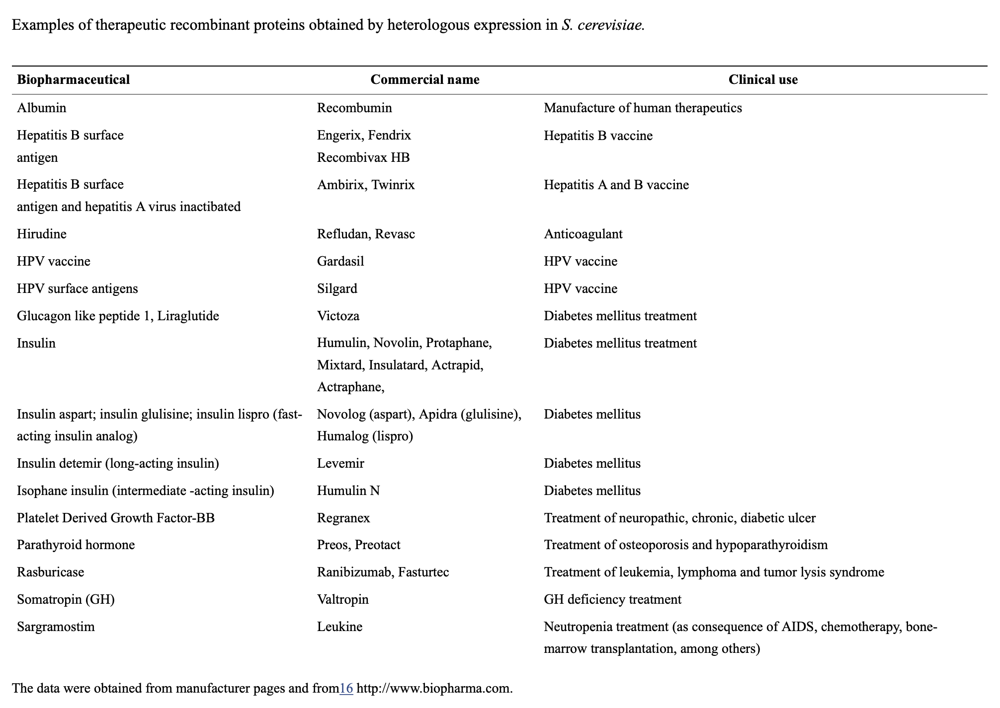 Examples of therapeutic recombinant proteins obtained by heterologous expression in S. cerevisiae.
Biopharmaceutical Commercial name Clinical use
Albumin Recombumin Manufacture of human therapeutics
Hepatitis B surface Engerix, Fendrix Hepatitis B vaccine
antigen Recombivax HB
Hepatitis B surface Ambirix, Twinrix Hepatitis A and B vaccine
antigen and hepatitis A virus inactibated
Hirudine Refludan, Revasc Anticoagulant
HPV vaccine Gardasil HPV vaccine
HPV surface antigens Silgard HPV vaccine
Glucagon like peptide 1, Liraglutide Victoza Diabetes mellitus treatment
Insulin Humulin, Novolin, Protaphane, Diabetes mellitus treatment
Mixtard, Insulatard, Actrapid,
Actraphane,
Insulin aspart; insulin glulisine; insulin lispro (fast- Novolog (aspart), Apidra (glulisine), Diabetes mellitus
acting insulin analog) Humalog (lispro)
Insulin detemir (long-acting insulin) Levemir Diabetes mellitus
Isophane insulin (intermediate -acting insulin) Humulin N Diabetes mellitus
Platelet Derived Growth Factor-BB Regranex Treatment of neuropathic, chronic, diabetic ulcer
Parathyroid hormone Preos, Preotact Treatment of osteoporosis and hypoparathyroidism
Rasburicase Ranibizumab, Fasturtec Treatment of leukemia, lymphoma and tumor lysis syndrome
Somatropin (GH) Valtropin GH deficiency treatment
Sargramostim Leukine Neutropenia treatment (as consequence of AIDS, chemotherapy, bone-
marrow transplantation, among others)
The data were obtained from manufacturer pages and from16 http://www.biopharma.com.